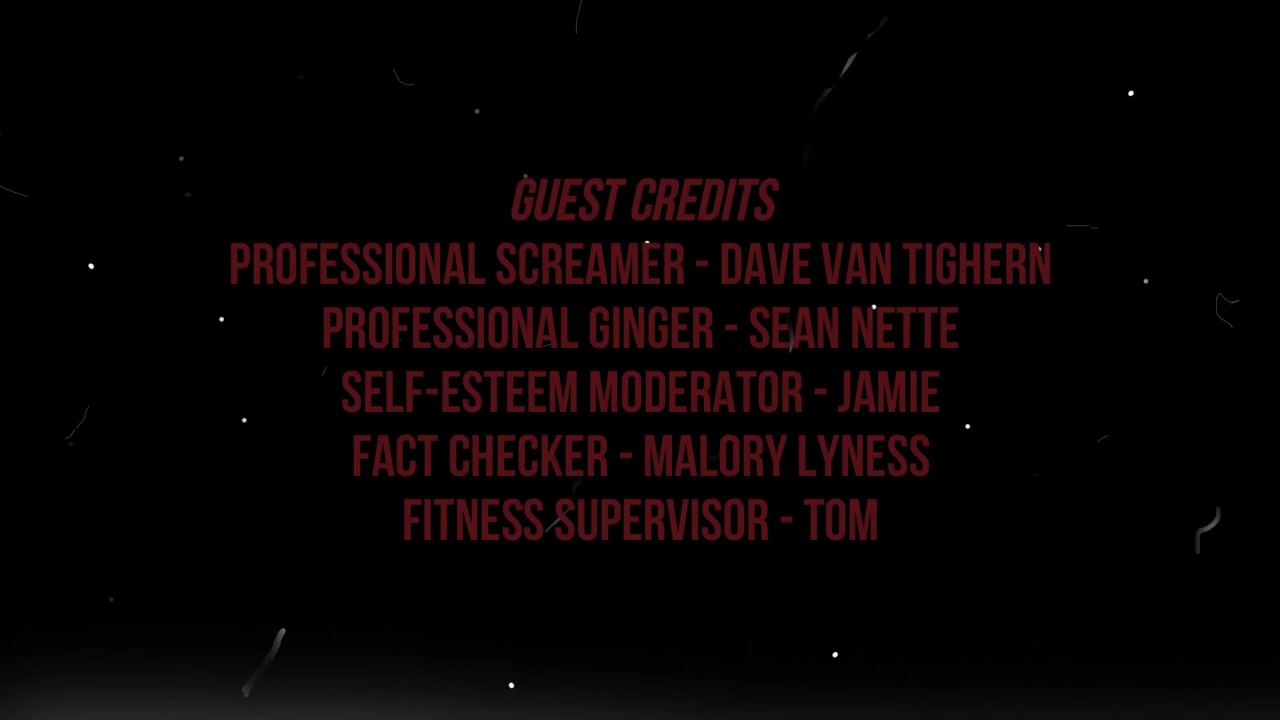 GUEST CREDITS
PROFESSIONAL SCREAMER - DAVE VAN TIGHERN
PROFESSIONAL GINGER - SEAN NETTE
SELF-ESTEEM MODERATOR - JAMIE
FACT CHECKER - MALORY LYNESS
FITNESS SUPERVISOR - TOM